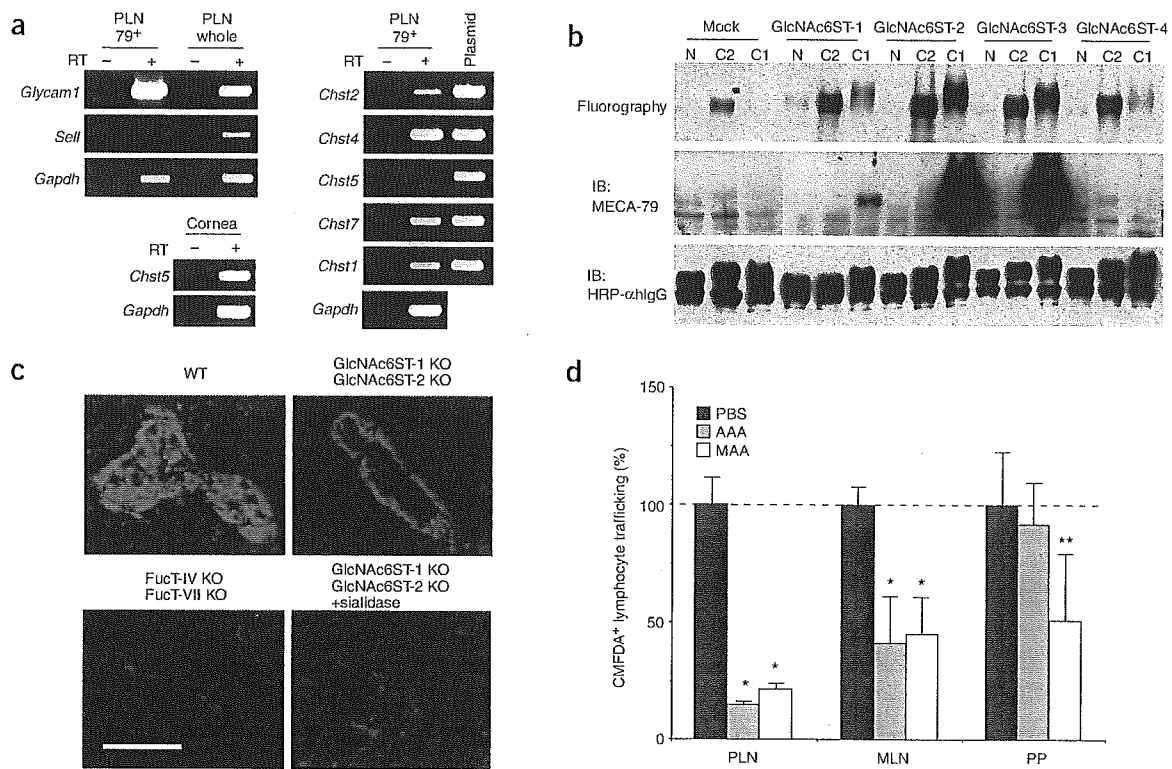 a
PLN 79+
PLN whole
RT – + – +
Glycam1
Sell
Gapdh
Cornea
RT – +
Chst5
Gapdh
PLN 79+
Plasmid
RT – +
Chst2
Chst4
Chst5
Chst7
Chst1
Gapdh
b
Mock GlcNAc6ST-1 GlcNAc6ST-2 GlcNAc6ST-3 GlcNAc6ST-4
N C2 C1 N C2 C1 N C2 C1 N C2 C1 N C2 C1
Fluorography
IB:
MECA-79
IB:
HRP-αhIgG
c
WT
GlcNAc6ST-1 KO
GlcNAc6ST-2 KO
FucT-IV KO
FucT-VII KO
GlcNAc6ST-1 KO
GlcNAc6ST-2 KO
+sialidase
d
CMFDA+ lymphocyte trafficking (%)
150
100
50
0
PBS
AAA
MAA
* * * * **
PLN MLN PP